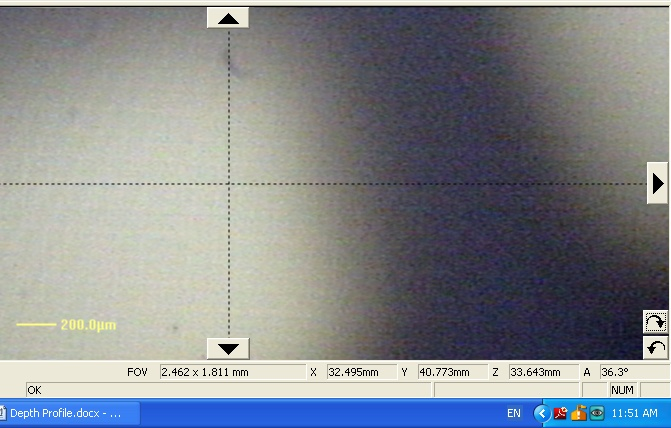 200.0µm
FOV 2.462 x 1.811 mm X 32.495mm Y 40.773mm Z 33.643mm A 36.3°
OK NUM
Depth Profile.docx - ... EN 11:51 AM